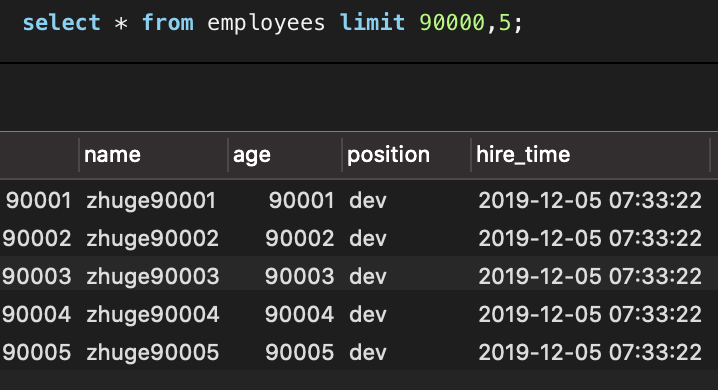 select * from employees limit 90000,5;
name age position hire_time
90001 zhuge90001 90001 dev 2019-12-05 07:33:22
90002 zhuge90002 90002 dev 2019-12-05 07:33:22
90003 zhuge90003 90003 dev 2019-12-05 07:33:22
90004 zhuge90004 90004 dev 2019-12-05 07:33:22
90005 zhuge90005 90005 dev 2019-12-05 07:33:22